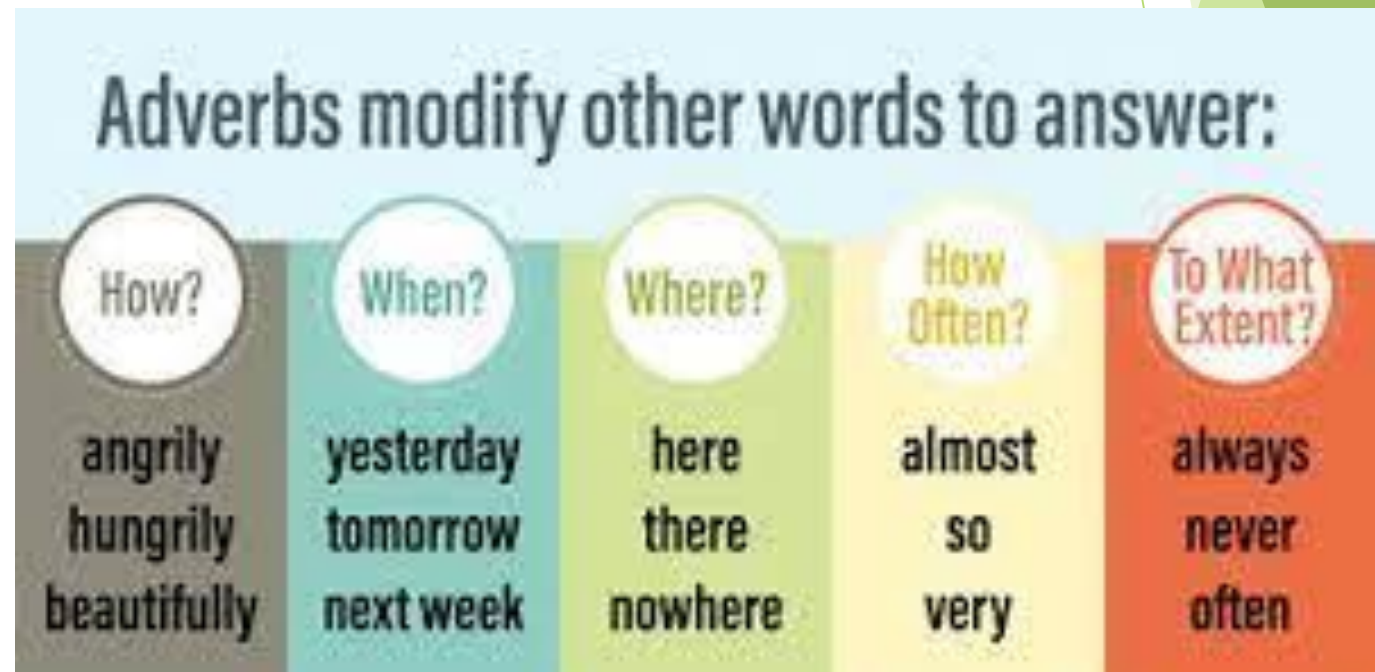 Adverbs modify other words to answer:
How?
angrily
hungrily
beautifully
When?
yesterday
tomorrow
next week
Where?
here
there
nowhere
How
Often?
almost
so
very
To What
Extent?
always
never
often